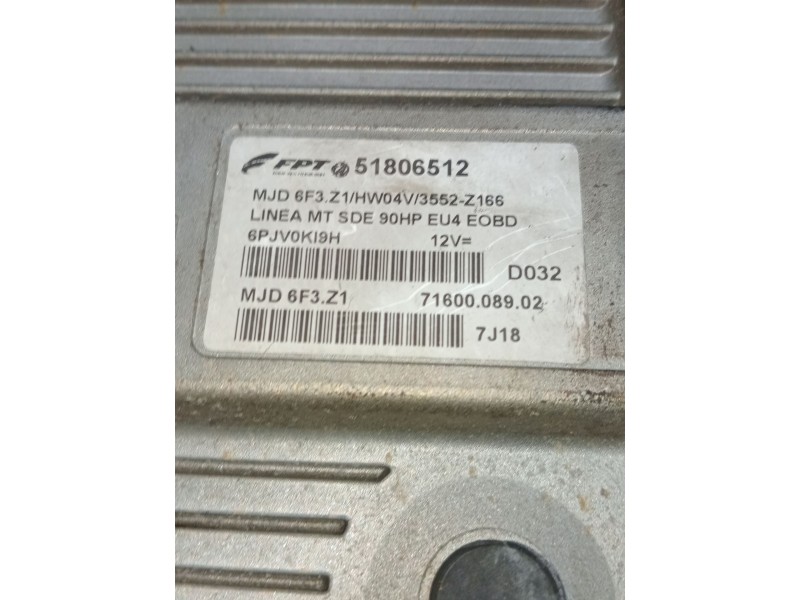 FPT 51806512
MJD 6F3.Z1/HW04V/3552-Z166
LINEA MT SDE 90HP EU4 EOBD
6PJV0KI9H 12V=
D032
MJD 6F3.Z1 71600.089.02
7J18